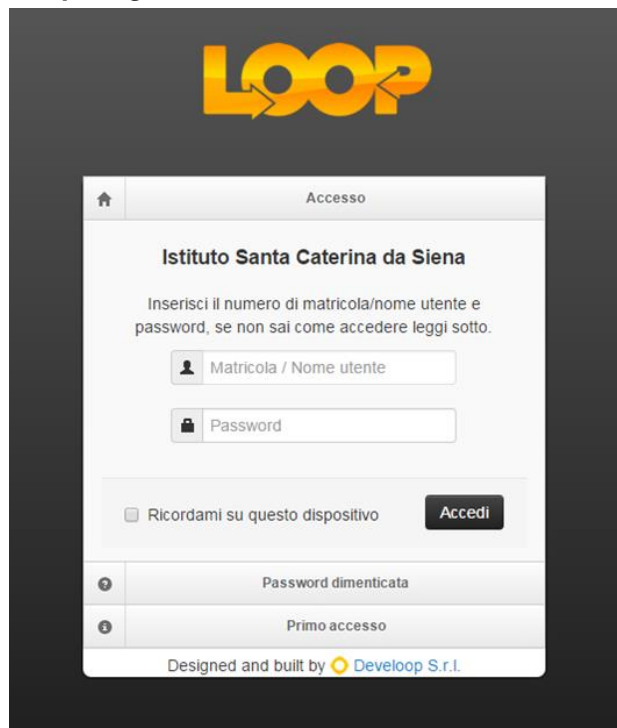 LOOP
Accesso
Istituto Santa Caterina da Siena
Inserisci il numero di matricola/nome utente e
password, se non sai come accedere leggi sotto.
Matricola / Nome utente
Password
Ricordami su questo dispositivo
Accedi
Password dimenticata
Primo accesso
Designed and built by Develoop S.r.l.